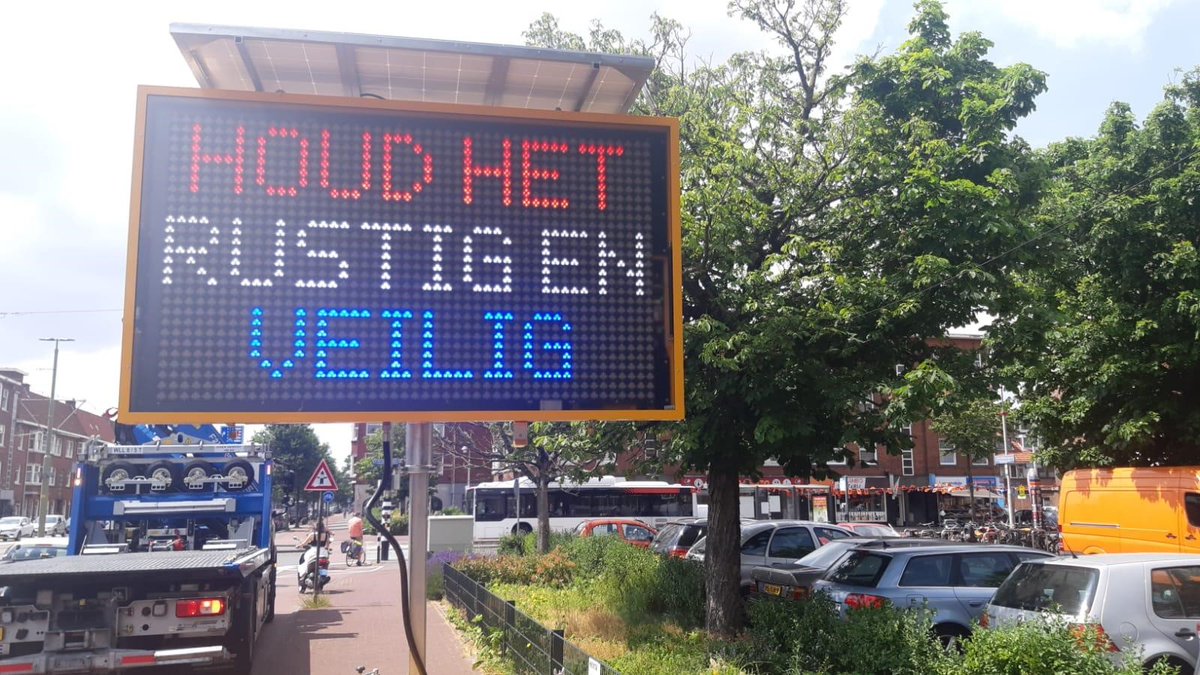 HOUD HET
RUSTIG EN
VEILIG